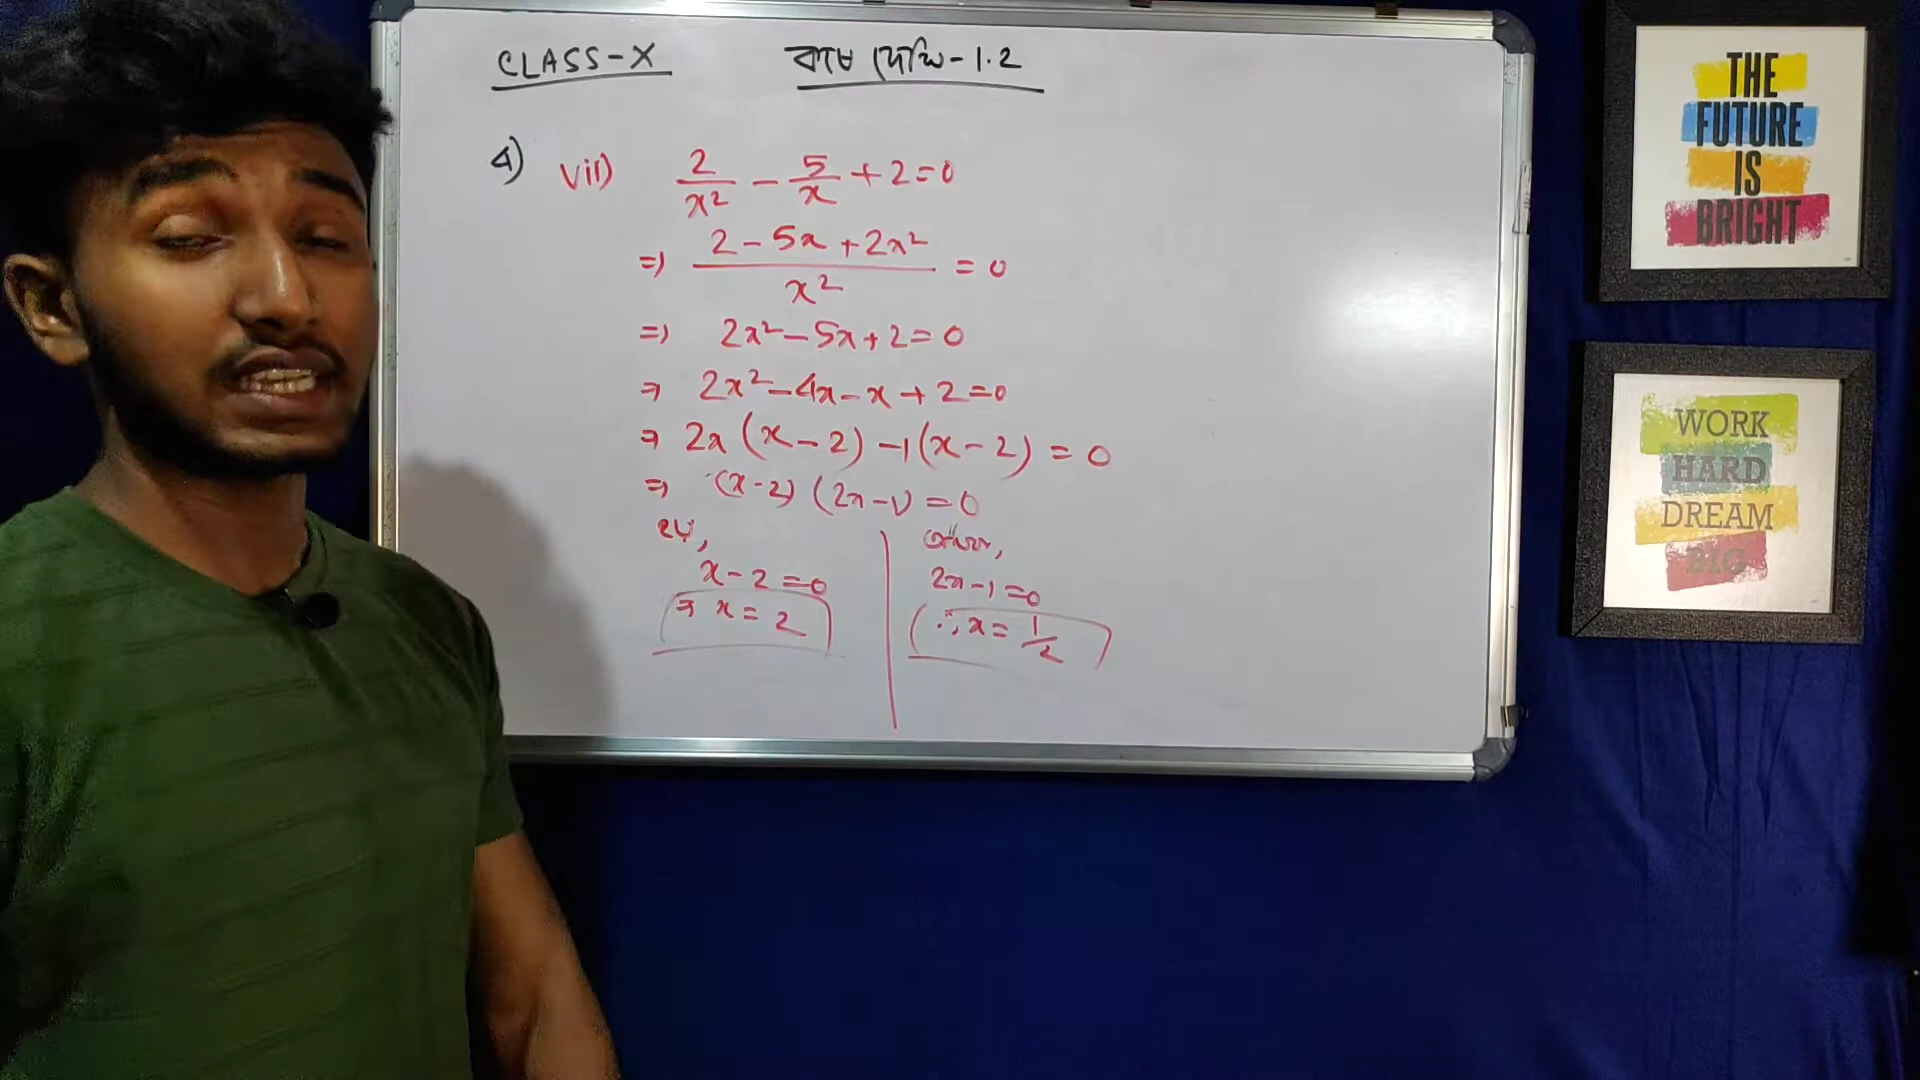 CLASS-X কষে দেখি-1.2
4) vii) 2/x² - 5/x + 2 = 0
⇒ (2 - 5x + 2x²)/x² = 0
⇒ 2x² - 5x + 2 = 0
⇒ 2x² - 4x - x + 2 = 0
⇒ 2x (x - 2) - 1 (x - 2) = 0
⇒ (x - 2) (2x - 1) = 0
হয়, অথবা,
x - 2 = 0 2x - 1 = 0
⇒ x = 2 ∴ x = 1/2
THE
FUTURE
IS
BRIGHT
WORK
HARD
DREAM
BIG